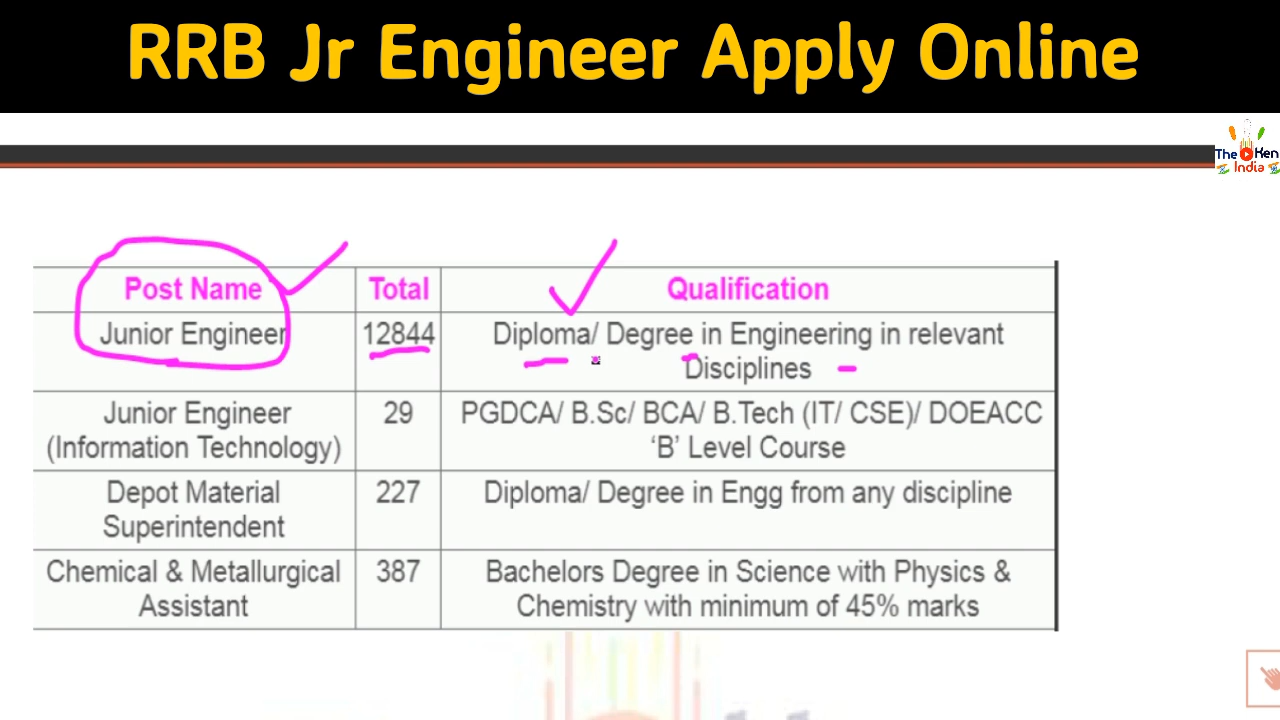 RRB Jr Engineer Apply Online
The Ken
India
Post Name Total Qualification
Junior Engineer 12844 Diploma/ Degree in Engineering in relevant
Disciplines
Junior Engineer 29 PGDCA/ B.Sc/ BCA/ B.Tech (IT/ CSE)/ DOEACC
(Information Technology) ‘B’ Level Course
Depot Material 227 Diploma/ Degree in Engg from any discipline
Superintendent
Chemical & Metallurgical 387 Bachelors Degree in Science with Physics &
Assistant Chemistry with minimum of 45% marks